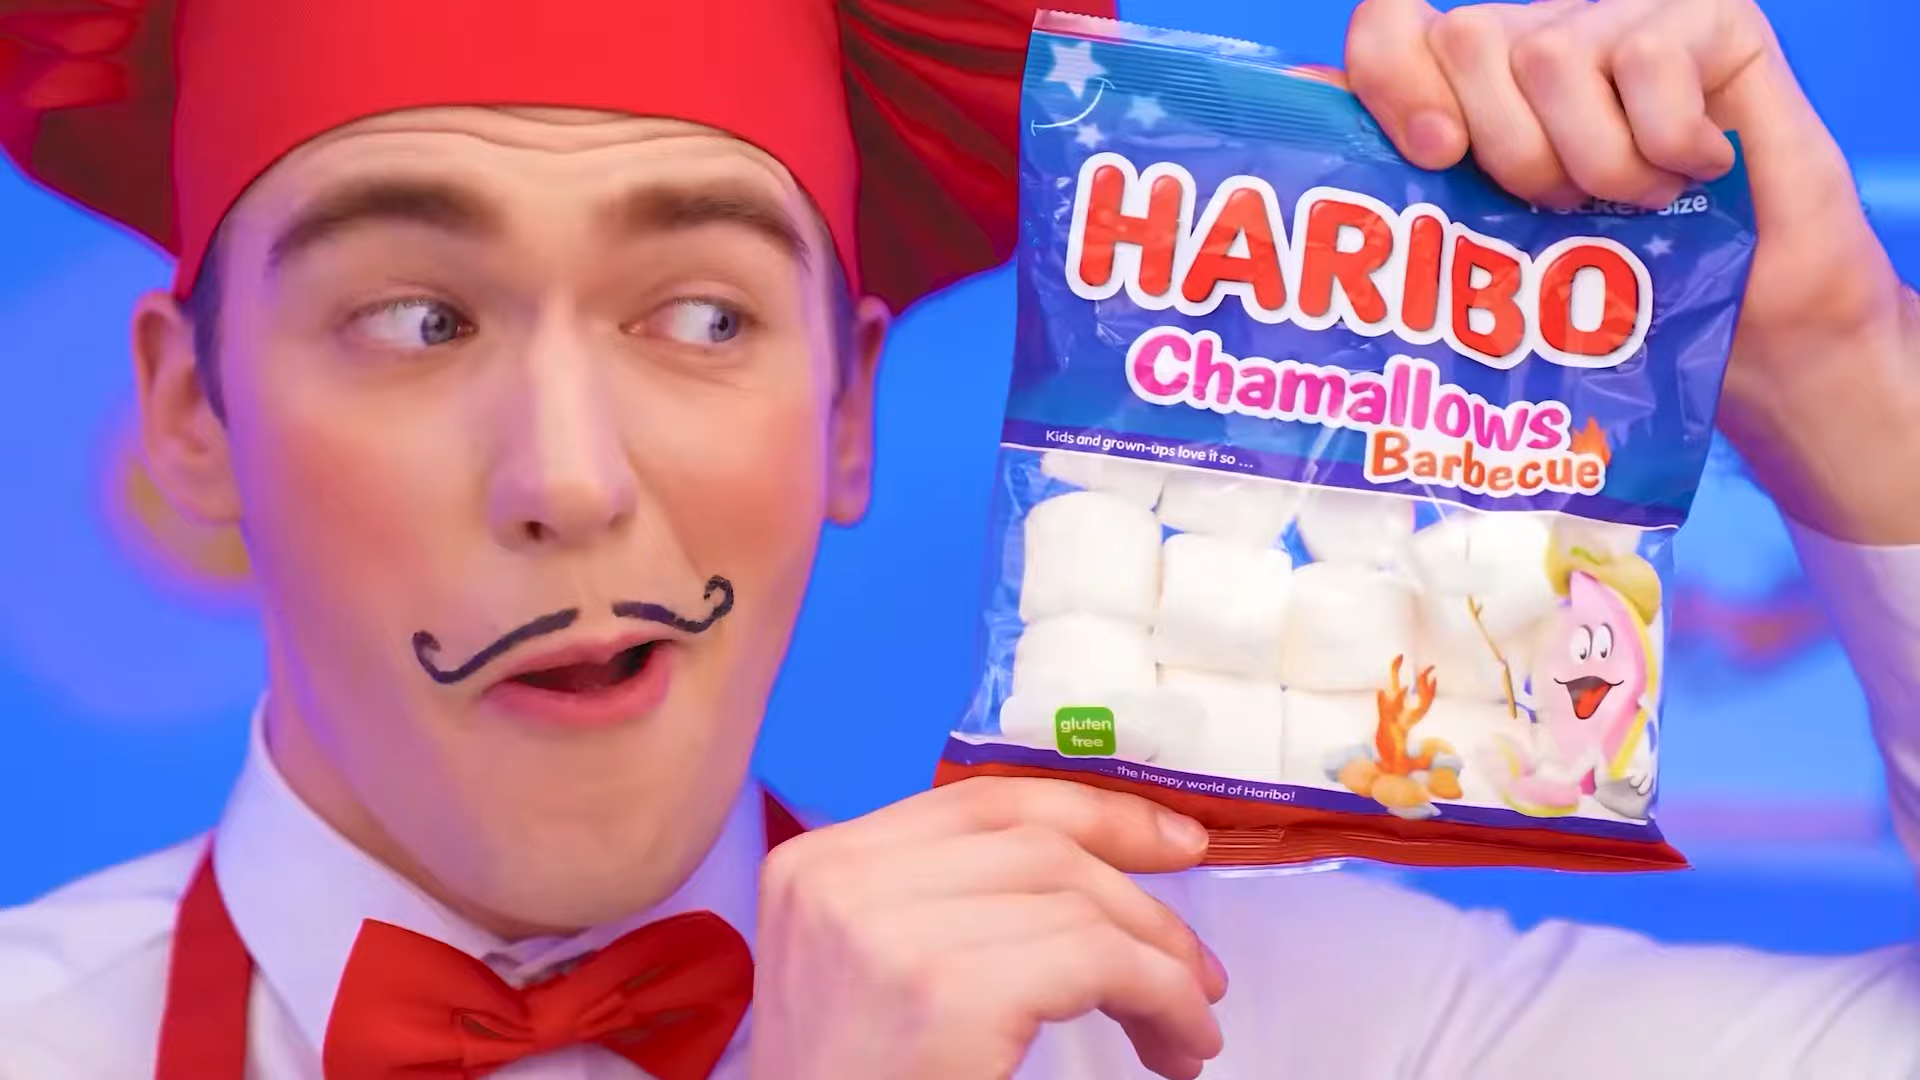 Pocket Size
HARIBO
Chamallows
Barbecue
Kids and grown-ups love it so ...
gluten
free
... the happy world of Haribo!